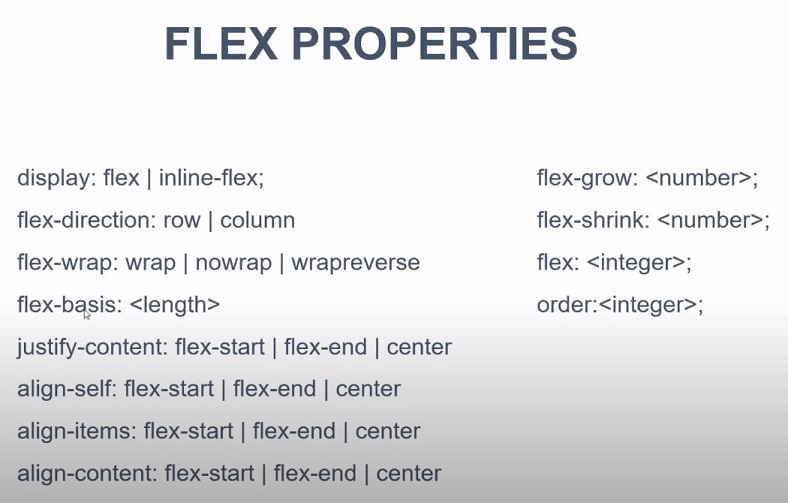 FLEX PROPERTIES
display: flex | inline-flex;
flex-direction: row | column
flex-wrap: wrap | nowrap | wrapreverse
flex-basis: <length>
justify-content: flex-start | flex-end | center
align-self: flex-start | flex-end | center
align-items: flex-start | flex-end | center
align-content: flex-start | flex-end | center
flex-grow: <number>;
flex-shrink: <number>;
flex: <integer>;
order:<integer>;